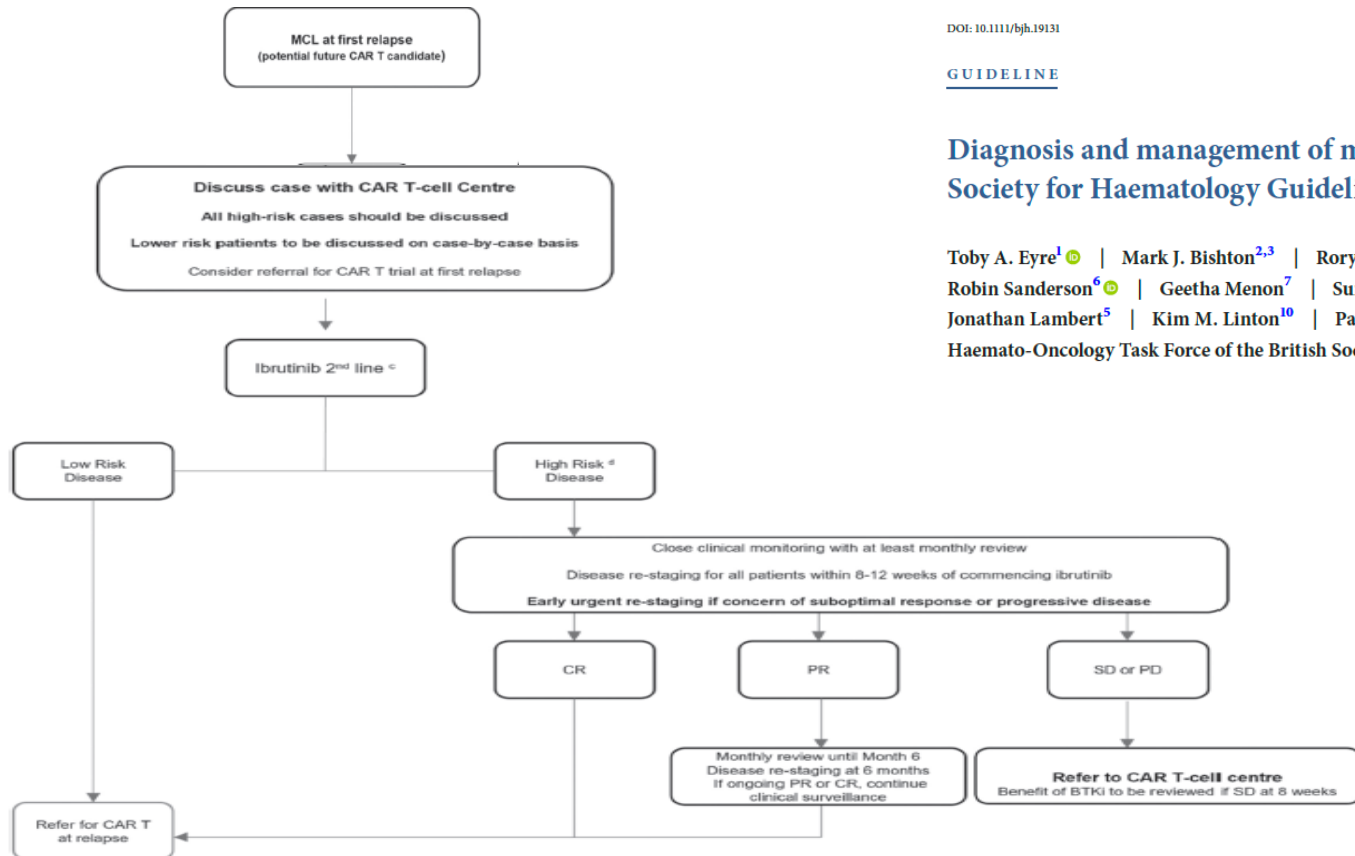 MCL at first relapse
(potential future CAR T candidate)
Discuss case with CAR T-cell Centre
All high-risk cases should be discussed
Lower risk patients to be discussed on case-by-case basis
Consider referral for CAR T trial at first relapse
Ibrutinib 2nd line c
Low Risk
Disease
High Risk d
Disease
Close clinical monitoring with at least monthly review
Disease re-staging for all patients within 8-12 weeks of commencing ibrutinib
Early urgent re-staging if concern of suboptimal response or progressive disease
CR
PR
SD or PD
Monthly review until Month 6
Disease re-staging at 6 months
If ongoing PR or CR, continue
clinical surveillance
Refer to CAR T-cell centre
Benefit of BTKi to be reviewed if SD at 8 weeks
Refer for CAR T
at relapse
DOI: 10.1111/bjh.19131
GUIDELINE
Diagnosis and management of m
Society for Haematology Guideli
Toby A. Eyre1 | Mark J. Bishton2,3 | Rory
Robin Sanderson6 | Geetha Menon7 | Su
Jonathan Lambert5 | Kim M. Linton10 | Pa
Haemato-Oncology Task Force of the British Soc